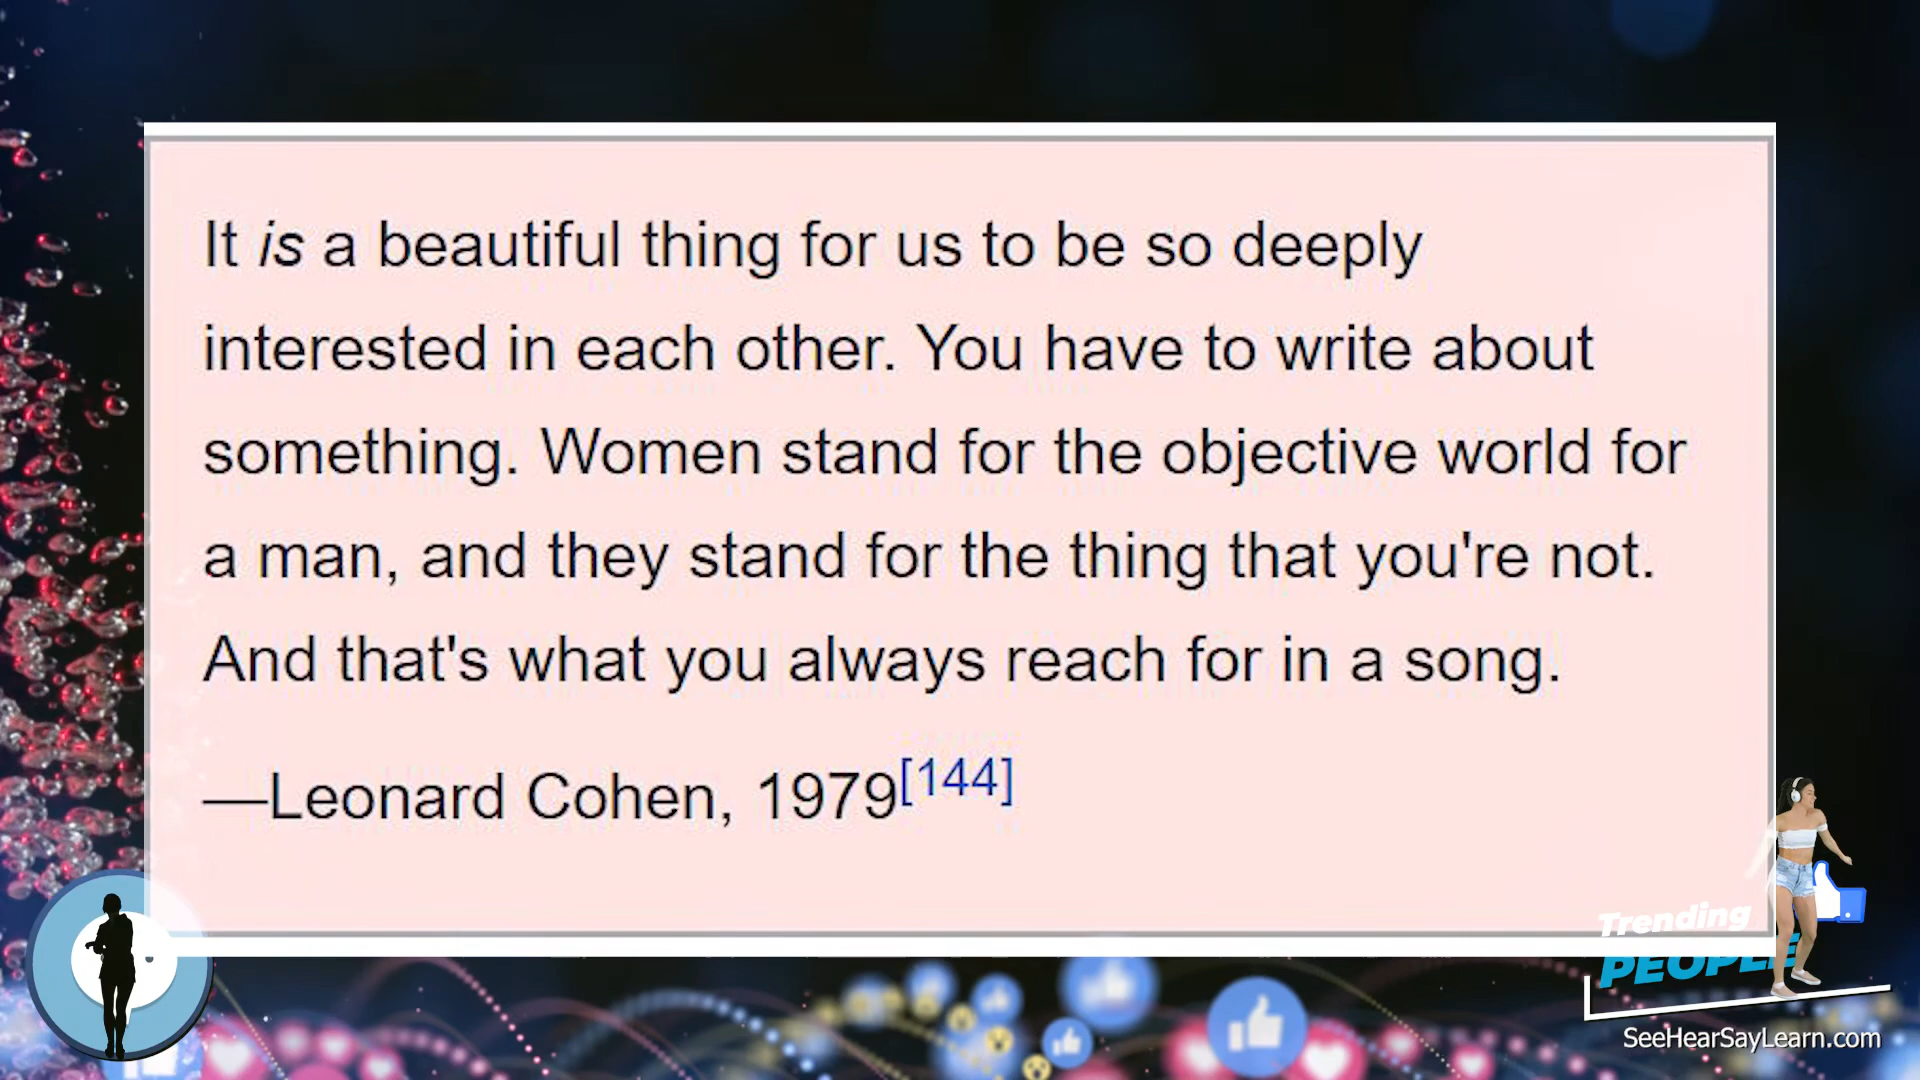 It is a beautiful thing for us to be so deeply
interested in each other. You have to write about
something. Women stand for the objective world for
a man, and they stand for the thing that you're not.
And that's what you always reach for in a song.
—Leonard Cohen, 1979[144]
Trending
PEOPLE
SeeHearSayLearn.com